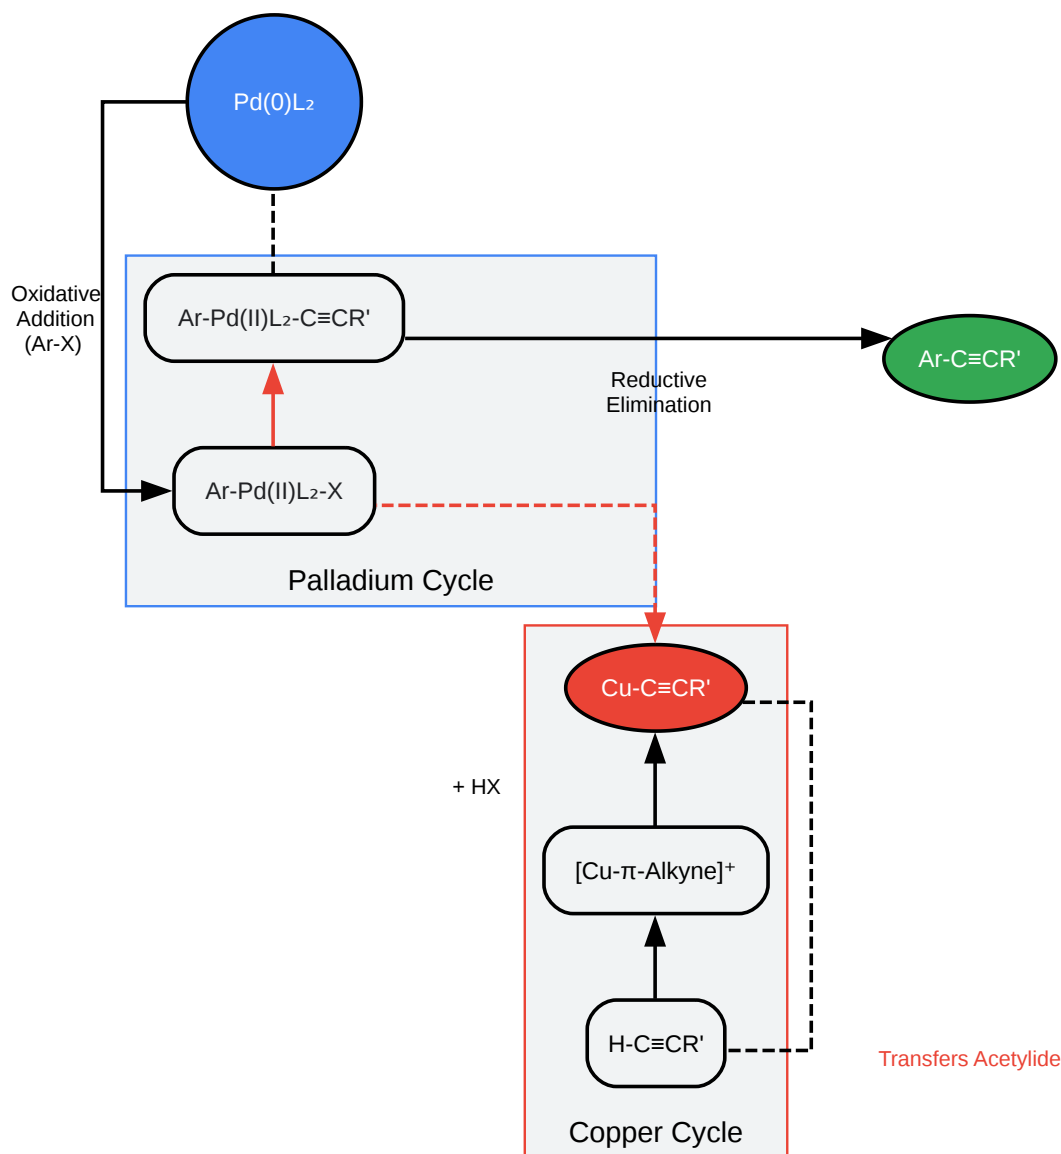 Pd(0)L₂
Oxidative
Addition
(Ar-X)
Ar-Pd(II)L₂-C≡CR'
Ar-C≡CR'
Reductive
Elimination
Ar-Pd(II)L₂-X
Palladium Cycle
Cu-C≡CR'
+ HX
[Cu-π-Alkyne]⁺
H-C≡CR'
Transfers Acetylide
Copper Cycle